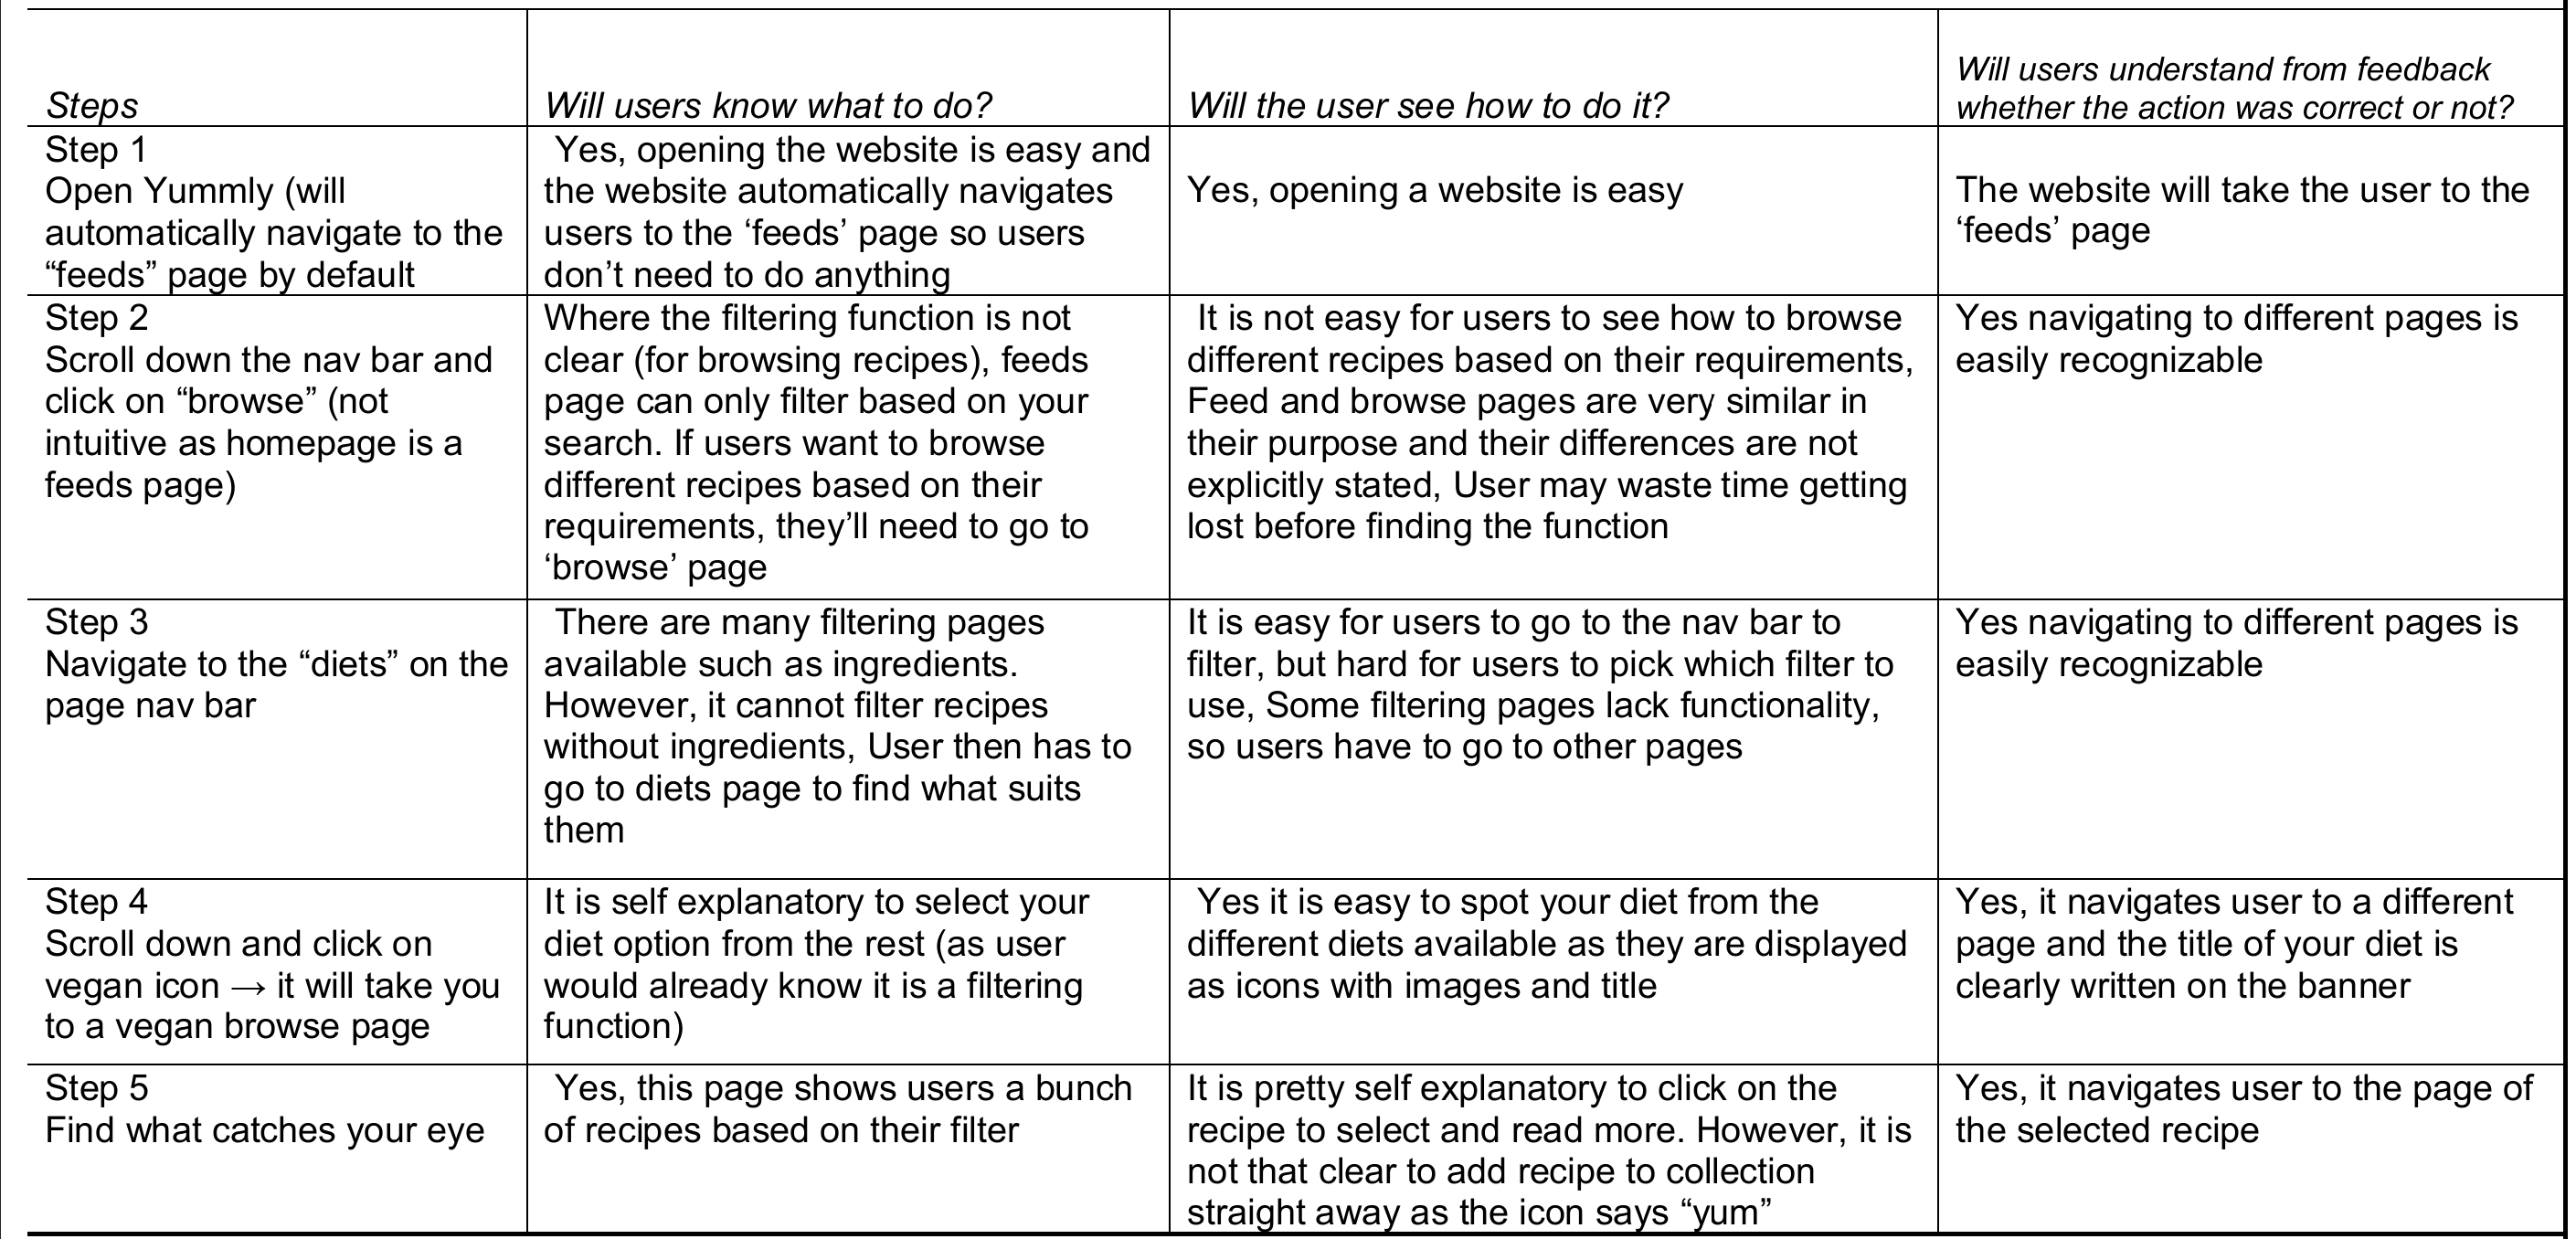 Steps
Will users know what to do?
Will the user see how to do it?
Will users understand from feedback
whether the action was correct or not?
Step 1
Open Yummly (will
automatically navigate to the
“feeds” page by default
Yes, opening the website is easy and
the website automatically navigates
users to the ‘feeds’ page so users
don’t need to do anything
Yes, opening a website is easy
The website will take the user to the
‘feeds’ page
Step 2
Scroll down the nav bar and
click on “browse” (not
intuitive as homepage is a
feeds page)
Where the filtering function is not
clear (for browsing recipes), feeds
page can only filter based on your
search. If users want to browse
different recipes based on their
requirements, they’ll need to go to
‘browse’ page
It is not easy for users to see how to browse
different recipes based on their requirements,
Feed and browse pages are very similar in
their purpose and their differences are not
explicitly stated, User may waste time getting
lost before finding the function
Yes navigating to different pages is
easily recognizable
Step 3
Navigate to the “diets” on the
page nav bar
There are many filtering pages
available such as ingredients.
However, it cannot filter recipes
without ingredients, User then has to
go to diets page to find what suits
them
It is easy for users to go to the nav bar to
filter, but hard for users to pick which filter to
use, Some filtering pages lack functionality,
so users have to go to other pages
Yes navigating to different pages is
easily recognizable
Step 4
Scroll down and click on
vegan icon → it will take you
to a vegan browse page
It is self explanatory to select your
diet option from the rest (as user
would already know it is a filtering
function)
Yes it is easy to spot your diet from the
different diets available as they are displayed
as icons with images and title
Yes, it navigates user to a different
page and the title of your diet is
clearly written on the banner
Step 5
Find what catches your eye
Yes, this page shows users a bunch
of recipes based on their filter
It is pretty self explanatory to click on the
recipe to select and read more. However, it is
not that clear to add recipe to collection
straight away as the icon says “yum”
Yes, it navigates user to the page of
the selected recipe